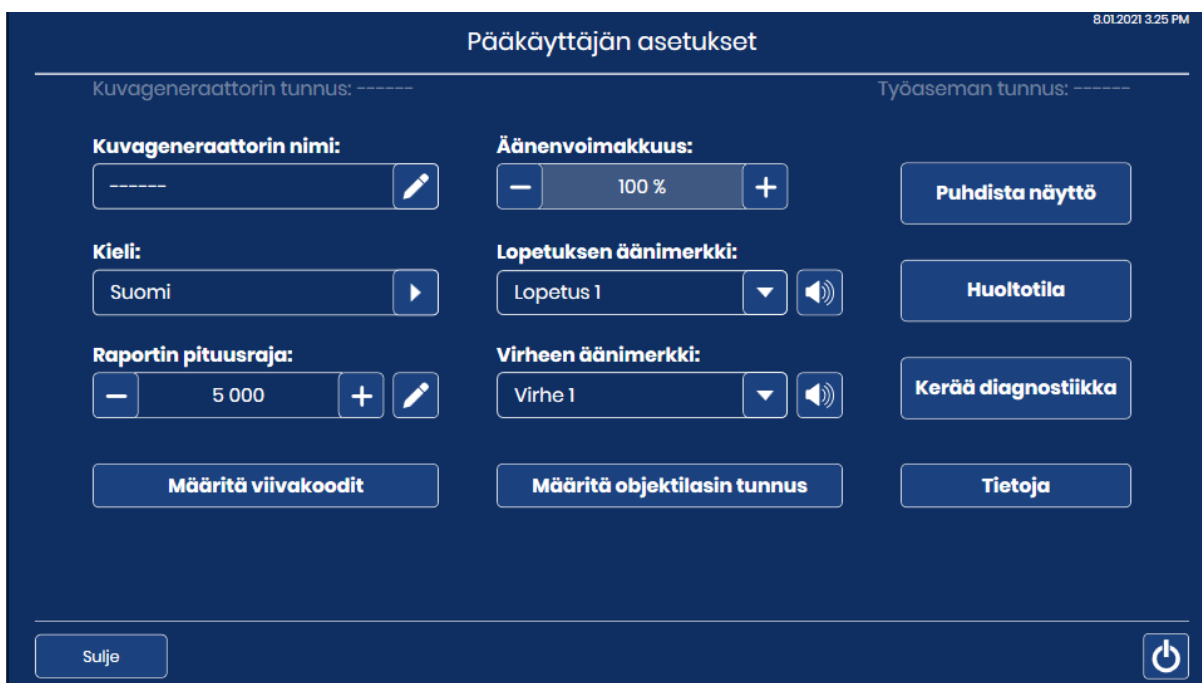 8.01.2021 3.25 PM
Pääkäyttäjän asetukset
Kuvageneraattorin tunnus: ------
Työaseman tunnus: ------
Kuvageneraattorin nimi:
Äänenvoimakkuus:
------
100 %
Puhdista näyttö
Kieli:
Lopetuksen äänimerkki:
Suomi
Lopetus 1
Huoltotila
Raportin pituusraja:
Virheen äänimerkki:
5 000
Virhe 1
Kerää diagnostiikka
Määritä viivakoodit
Määritä objektilasin tunnus
Tietoja
Sulje